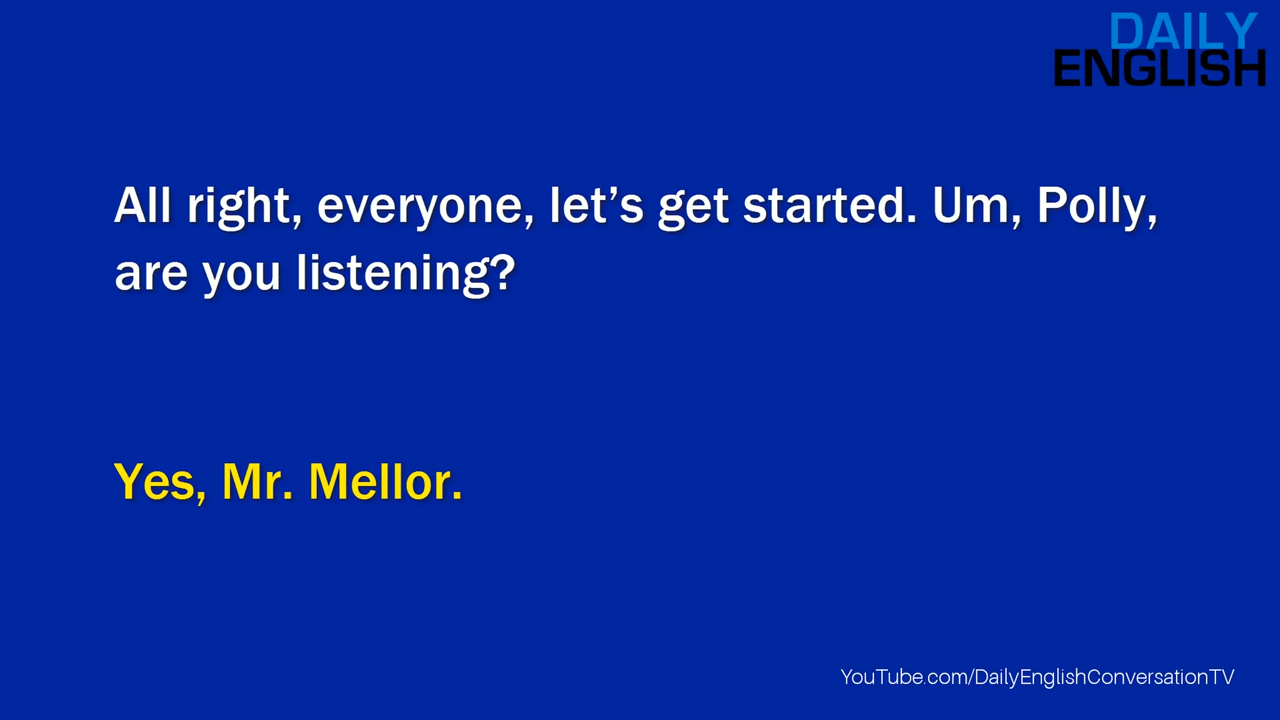 DAILY
ENGLISH
All right, everyone, let’s get started. Um, Polly,
are you listening?
Yes, Mr. Mellor.
YouTube.com/DailyEnglishConversationTV